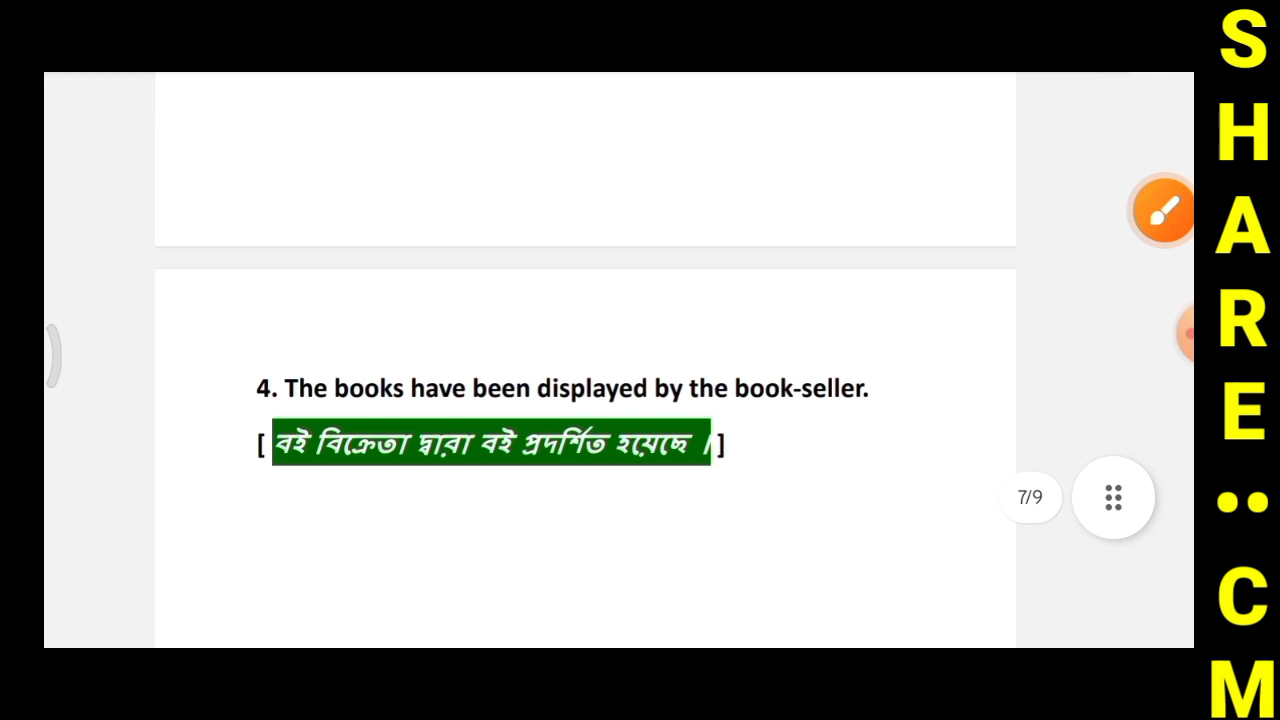 4. The books have been displayed by the book-seller.
[ বই বিক্রেতা দ্বারা বই প্রদর্শিত হয়েছে । ]
7/9
S
H
A
R
E
••
C
M